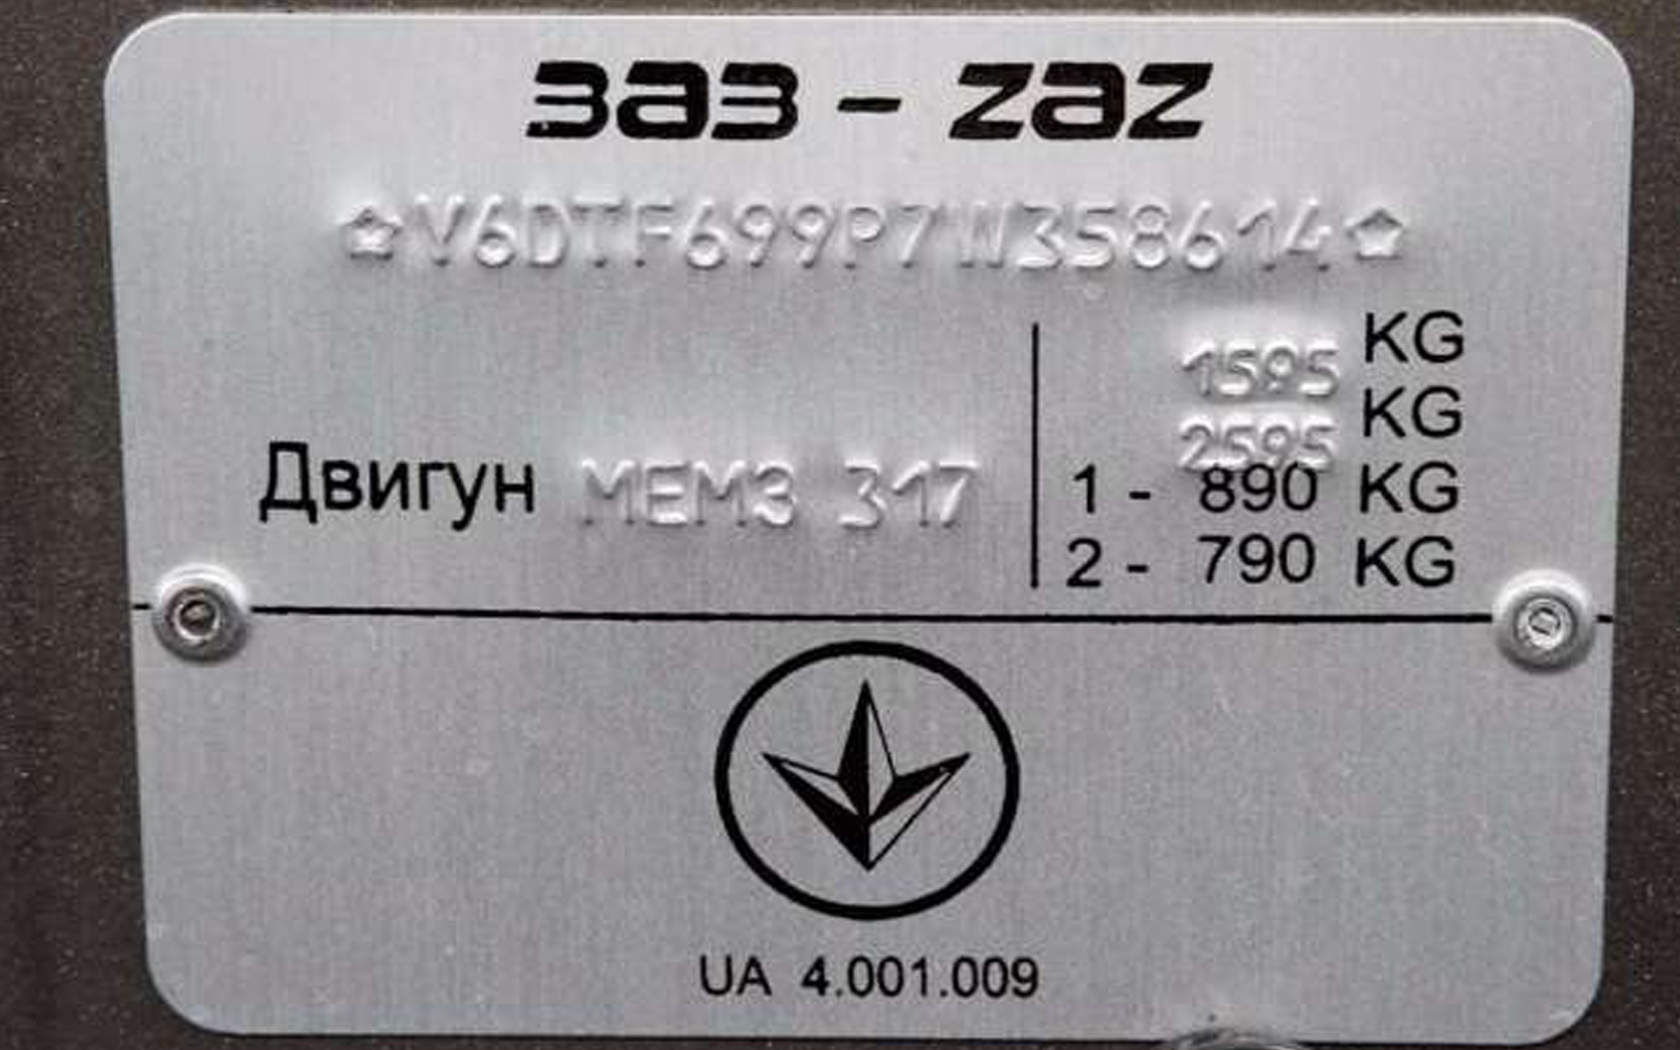 ЗАЗ - ZAZ
V6DTF699P7W358614
1595 KG
2595 KG
Двигун МЕМЗ 317
1 - 890 KG
2 - 790 KG
UA 4.001.009